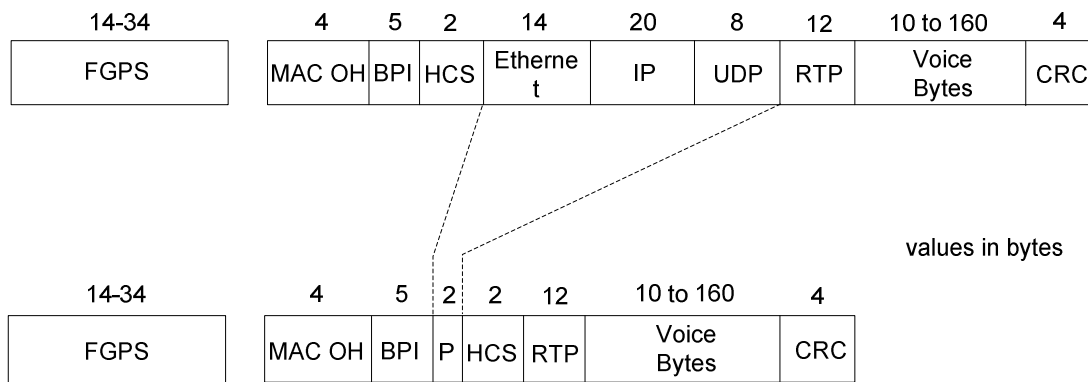 14-34 4 5 2 14 20 8 12 10 to 160 4
FGPS MAC OH BPI HCS Etherne
t IP UDP RTP Voice
Bytes CRC
values in bytes
14-34 4 5 2 2 12 10 to 160 4
FGPS MAC OH BPI P HCS RTP Voice
Bytes CRC